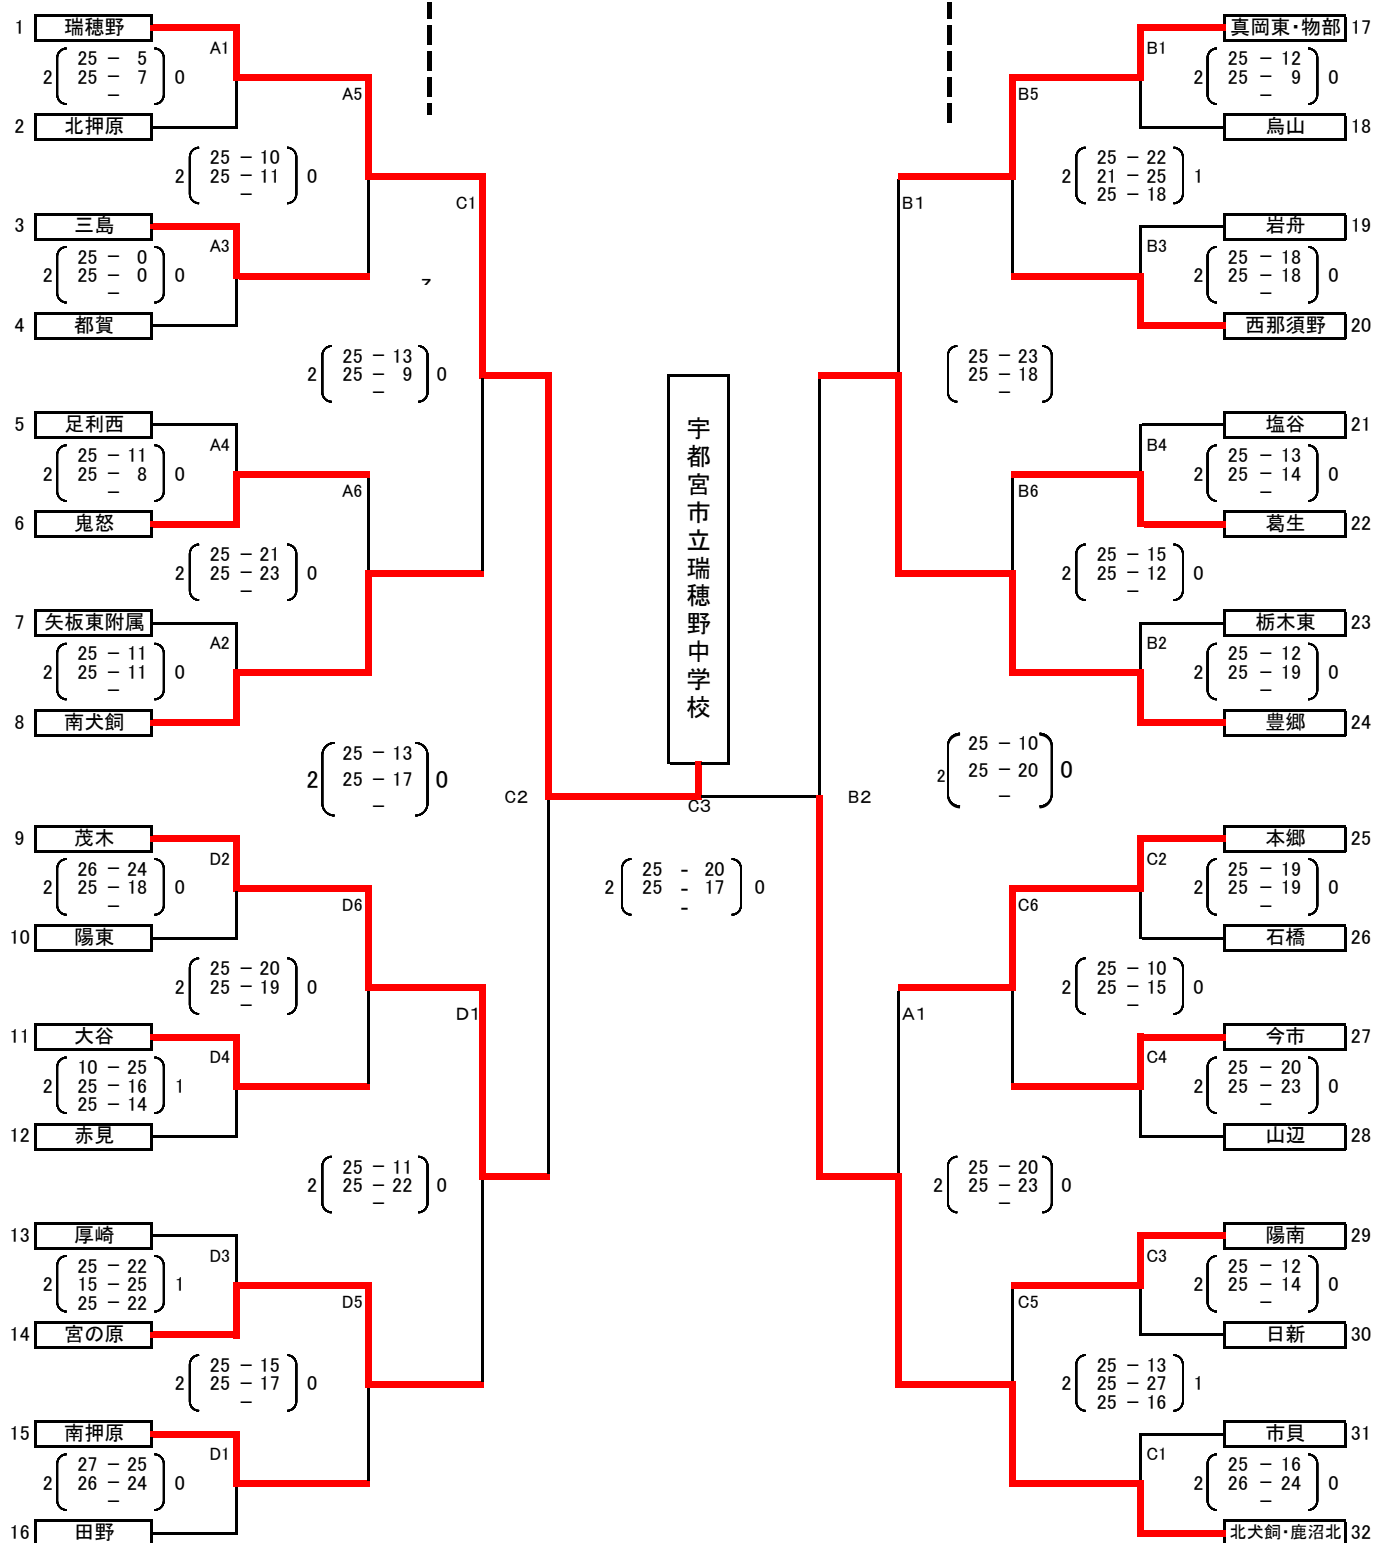 1 瑞穂野
A1
2 25 － 5 0
25 － 7
－
2 北押原
A5
2 25 － 10 0
25 － 11
－
3 三島
A3
2 25 － 0 0
25 － 0
－
4 都賀
C1
2 25 － 13 0
25 － 9
－
5 足利西
A4
2 25 － 11 0
25 － 8
－
6 鬼怒
A6
2 25 － 21 0
25 － 23
－
7 矢板東附属
A2
2 25 － 11 0
25 － 11
－
8 南犬飼
2 25 － 13 0
25 － 17
－
C2
9 茂木
D2
2 26 － 24 0
25 － 18
－
10 陽東
D6
2 25 － 20 0
25 － 19
－
11 大谷
D4
2 10 － 25 1
25 － 16
25 － 14
12 赤見
D1
2 25 － 11 0
25 － 22
－
13 厚崎
D3
2 25 － 22 1
15 － 25
25 － 22
14 宮の原
D5
2 25 － 15 0
25 － 17
－
15 南押原
D1
2 27 － 25 0
26 － 24
－
16 田野
宇都宮市立瑞穂野中学校
C3
2 25 - 20 0
25 - 17
-
真岡東・物部 17
B1
2 25 － 12 0
25 － 9
－
烏山 18
B5
2 25 － 22 1
21 － 25
25 － 18
岩舟 19
B3
2 25 － 18 0
25 － 18
－
西那須野 20
B1
25 － 23
25 － 18
－
塩谷 21
B4
2 25 － 13 0
25 － 14
－
葛生 22
B6
2 25 － 15 0
25 － 12
－
栃木東 23
B2
2 25 － 12 0
25 － 19
－
豊郷 24
2 25 － 10 0
25 － 20
－
B2
本郷 25
C2
2 25 － 19 0
25 － 19
－
石橋 26
C6
2 25 － 10 0
25 － 15
－
今市 27
C4
2 25 － 20 0
25 － 23
－
山辺 28
A1
2 25 － 20 0
25 － 23
－
陽南 29
C3
2 25 － 12 0
25 － 14
－
日新 30
C5
2 25 － 13 1
25 － 27
25 － 16
市貝 31
C1
2 25 － 16 0
26 － 24
－
北犬飼・鹿沼北 32